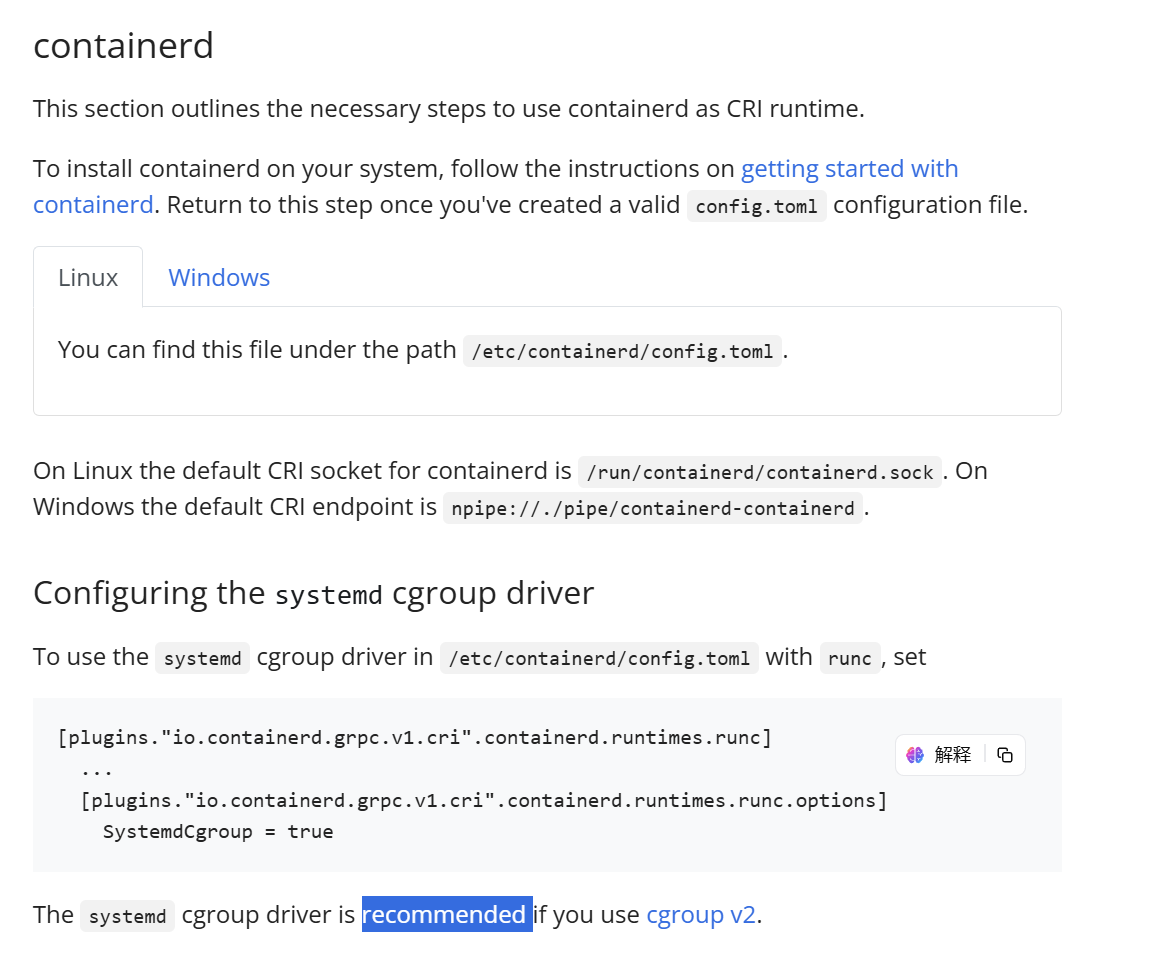 containerd
This section outlines the necessary steps to use containerd as CRI runtime.
To install containerd on your system, follow the instructions on getting started with
containerd. Return to this step once you've created a valid config.toml configuration file.
Linux Windows
You can find this file under the path /etc/containerd/config.toml.
On Linux the default CRI socket for containerd is /run/containerd/containerd.sock. On
Windows the default CRI endpoint is npipe://./pipe/containerd-containerd.
Configuring the systemd cgroup driver
To use the systemd cgroup driver in /etc/containerd/config.toml with runc, set
[plugins."io.containerd.grpc.v1.cri".containerd.runtimes.runc]
解释
...
[plugins."io.containerd.grpc.v1.cri".containerd.runtimes.runc.options]
SystemdCgroup = true
The systemd cgroup driver is recommended if you use cgroup v2.